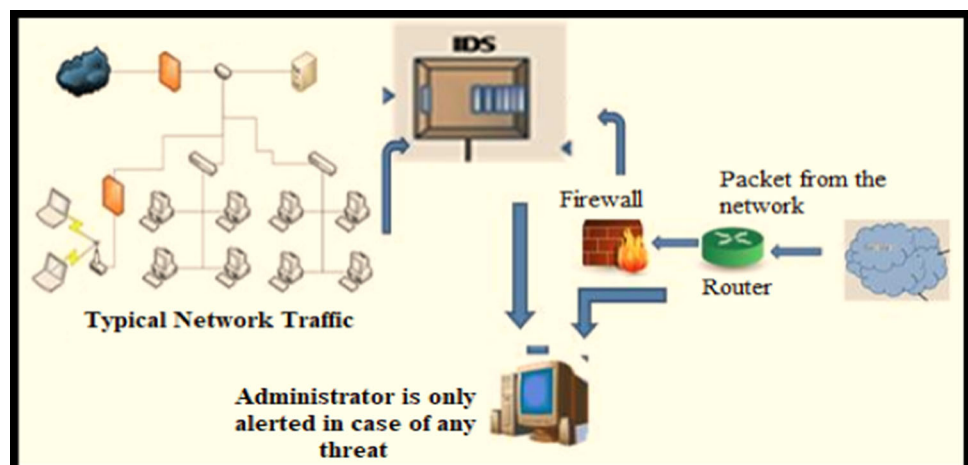 IDS
Firewall
Packet from the
network
Router
Typical Network Traffic
Administrator is only
alerted in case of any
threat